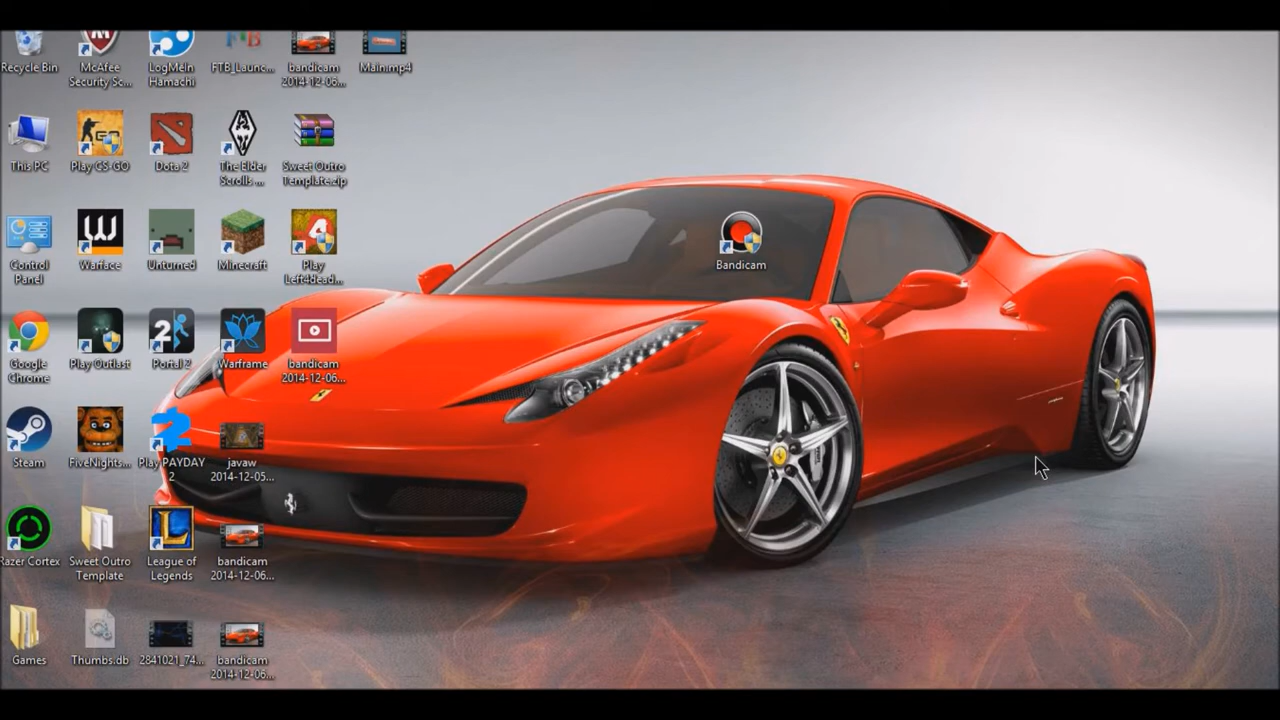 Recycle Bin
McAfee
Security Sc...
LogMeIn
Hamachi
FTB_Launc...
bandicam
2014-12-06...
Main.mp4
This PC
Play CS-GO
Dota 2
The Elder
Scrolls ...
Sweet Outro
Template.zip
Control
Panel
Warface
Unturned
Minecraft
Play
Left4dead...
Bandicam
Google
Chrome
Play Outlast
Portal 2
Warframe
bandicam
2014-12-06...
Steam
FiveNights...
Play PAYDAY
2
javaw
2014-12-05...
Razer Cortex
Sweet Outro
Template
League of
Legends
bandicam
2014-12-06...
Games
Thumbs.db
2841021_74...
bandicam
2014-12-06...